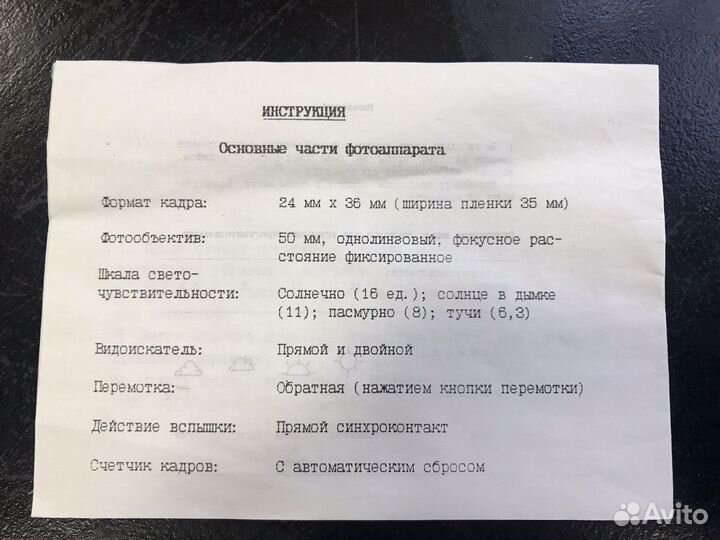 ИНСТРУКЦИЯ
Основные части фотоаппарата
Формат кадра: 24 мм x 36 мм (ширина пленки 35 мм)
Фотообъектив: 50 мм, однолинзовый, фокусное рас-
стояние фиксированное
Шкала свето-
чувствительности: Солнечно (16 ед.); солнце в дымке
(11); пасмурно (8); тучи (6,3)
Видоискатель: Прямой и двойной
Перемотка: Обратная (нажатием кнопки перемотки)
Действие вспышки: Прямой синхроконтакт
Счетчик кадров: С автоматическим сбросом
Avito